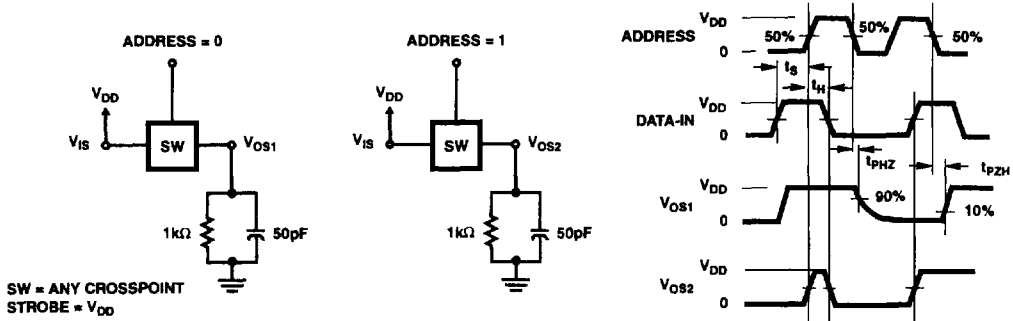 ADDRESS = 0
V_DD
V_IS
SW
V_OS1
1kΩ
50pF
SW = ANY CROSSPOINT
STROBE = V_DD
ADDRESS = 1
V_DD
V_IS
SW
V_OS2
1kΩ
50pF
ADDRESS
V_DD
0
50%
50%
50%
t_S
t_H
DATA-IN
V_DD
0
t_PHZ
t_PZH
V_OS1
V_DD
0
90%
10%
V_OS2
V_DD
0